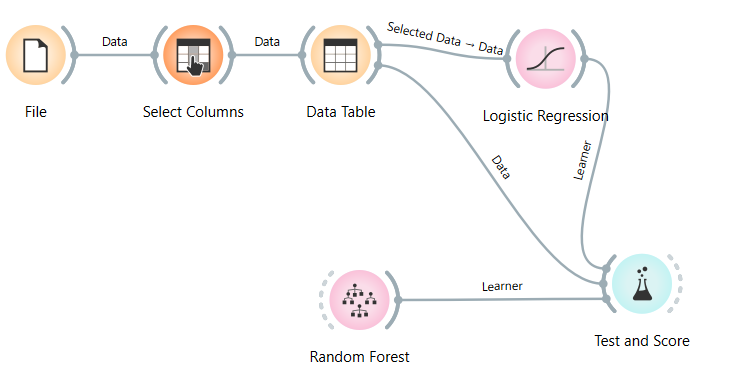 Data
Data
Selected Data → Data
File
Select Columns
Data Table
Logistic Regression
Data
Learner
Learner
Random Forest
Test and Score